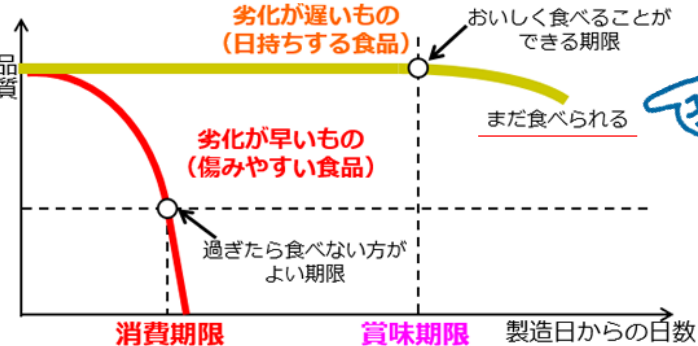 劣化が遅いもの
（日持ちする食品）
おいしく食べることが
できる期限
品
質
まだ食べられる
劣化が早いもの
（傷みやすい食品）
過ぎたら食べない方が
よい期限
消費期限
賞味期限
製造日からの日数